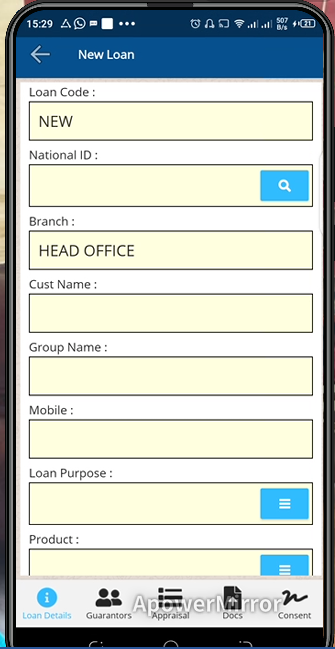 15:29 507 B/s 21
New Loan
Loan Code :
NEW
National ID :
Branch :
HEAD OFFICE
Cust Name :
Group Name :
Mobile :
Loan Purpose :
Product :
Loan Details Guarantors Appraisal Docs Consent
ApowerMirror